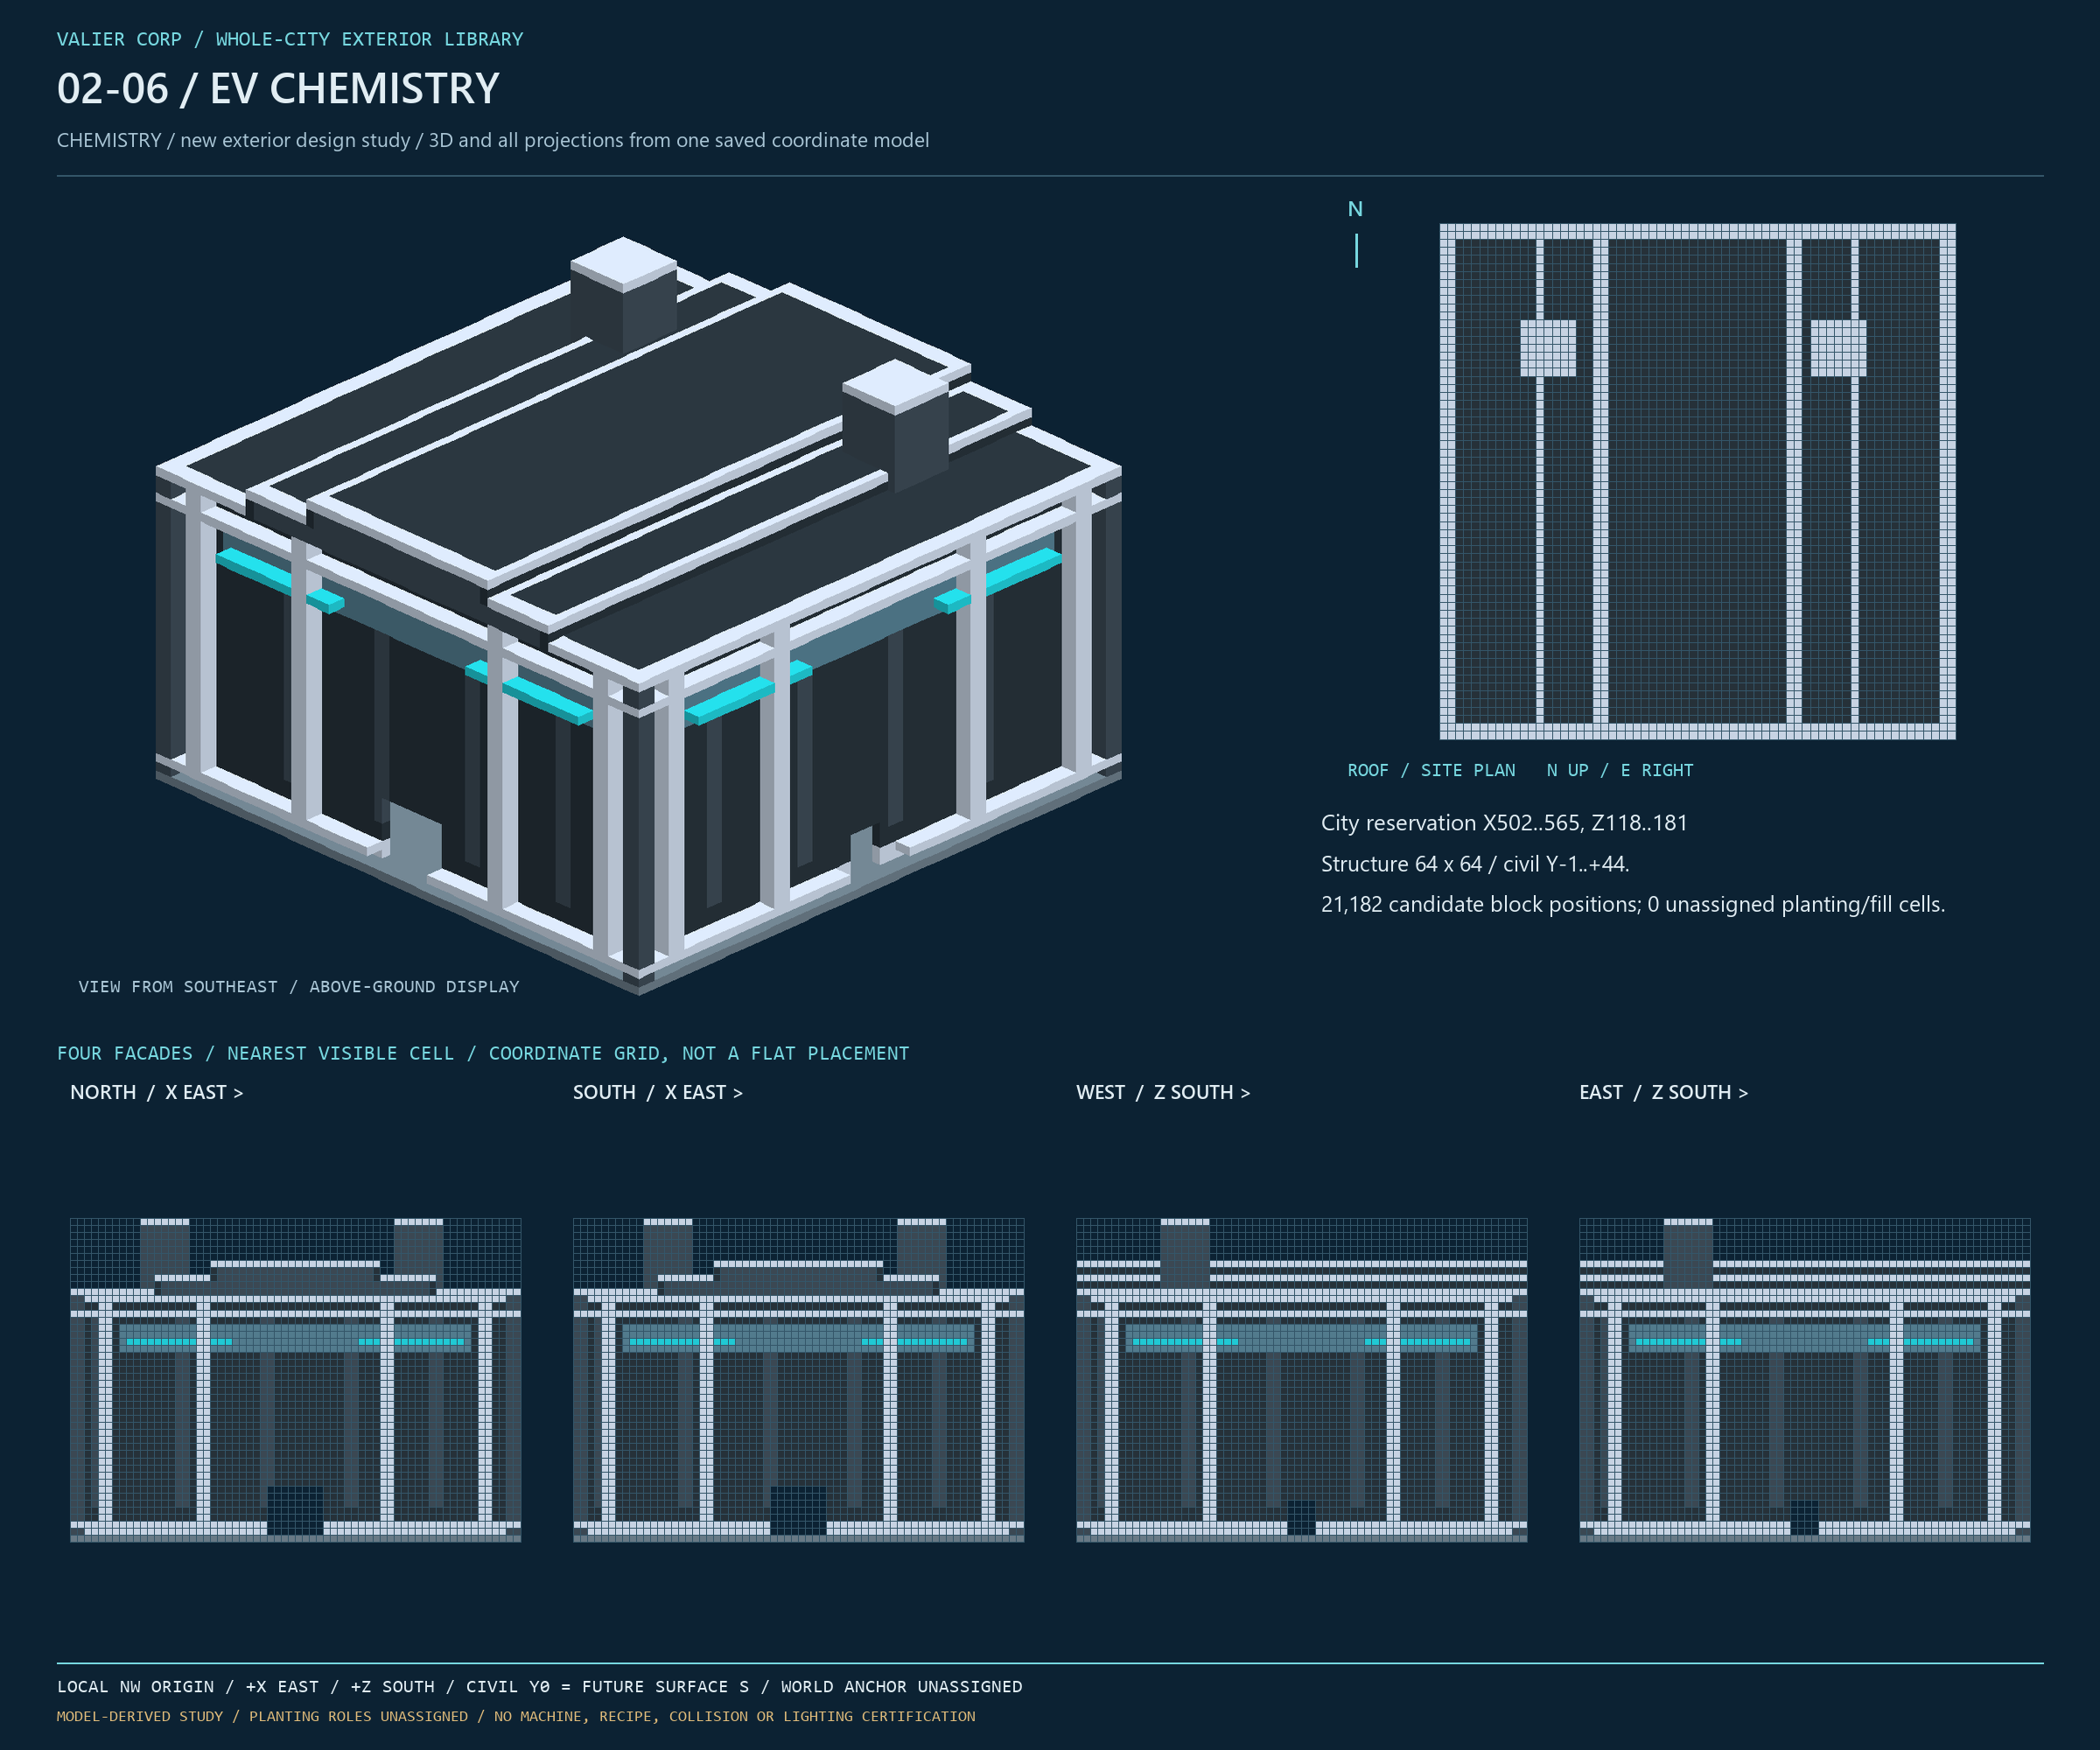 VALIER CORP / WHOLE-CITY EXTERIOR LIBRARY
02-06 / EV CHEMISTRY
CHEMISTRY / new exterior design study / 3D and all projections from one saved coordinate model
N
ROOF / SITE PLAN   N UP / E RIGHT
City reservation X502..565, Z118..181
Structure 64 x 64 / civil Y-1..+44.
21,182 candidate block positions; 0 unassigned planting/fill cells.
VIEW FROM SOUTHEAST / ABOVE-GROUND DISPLAY
FOUR FACADES / NEAREST VISIBLE CELL / COORDINATE GRID, NOT A FLAT PLACEMENT
NORTH / X EAST >
SOUTH / X EAST >
WEST / Z SOUTH >
EAST / Z SOUTH >
LOCAL NW ORIGIN / +X EAST / +Z SOUTH / CIVIL Y0 = FUTURE SURFACE S / WORLD ANCHOR UNASSIGNED
MODEL-DERIVED STUDY / PLANTING ROLES UNASSIGNED / NO MACHINE, RECIPE, COLLISION OR LIGHTING CERTIFICATION